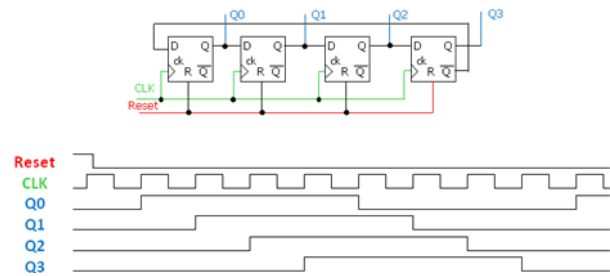 Q0 Q1 Q2 Q3
D Q D Q D Q D Q
ck ck ck ck
R Q R Q R Q R Q
CLK
Reset
Reset
CLK
Q0
Q1
Q2
Q3